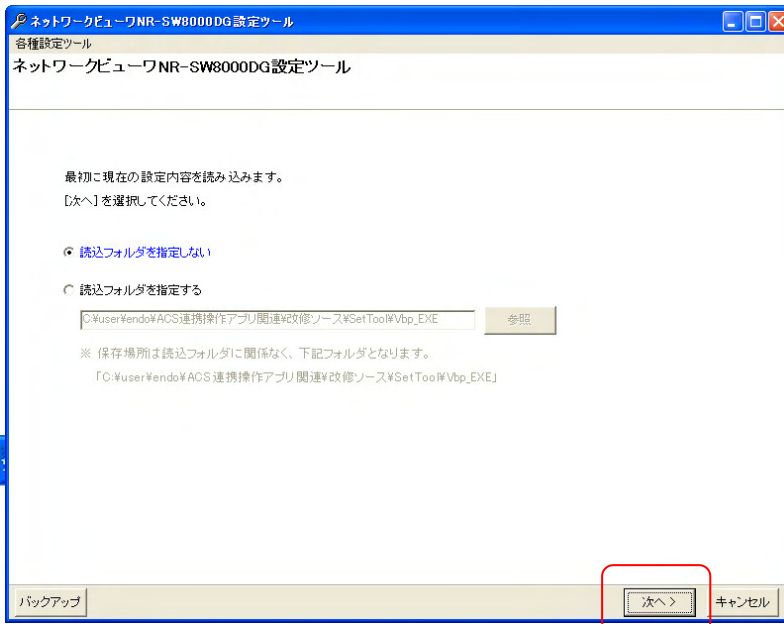 ネットワークビューワNR-SW8000DG設定ツール
各種設定ツール
ネットワークビューワNR-SW8000DG設定ツール
最初に現在の設定内容を読み込みます。
[次へ]を選択してください。
読込フォルダを指定しない
読込フォルダを指定する
C:¥user¥endo¥ACS連携操作アプリ関連¥改修ソース¥SetTool¥Vbp_EXE
参照
※ 保存場所は読込フォルダに関係なく、下記フォルダとなります。
「C:¥user¥endo¥ACS連携操作アプリ関連¥改修ソース¥SetTool¥Vbp_EXE」
バックアップ
次へ >
キャンセル